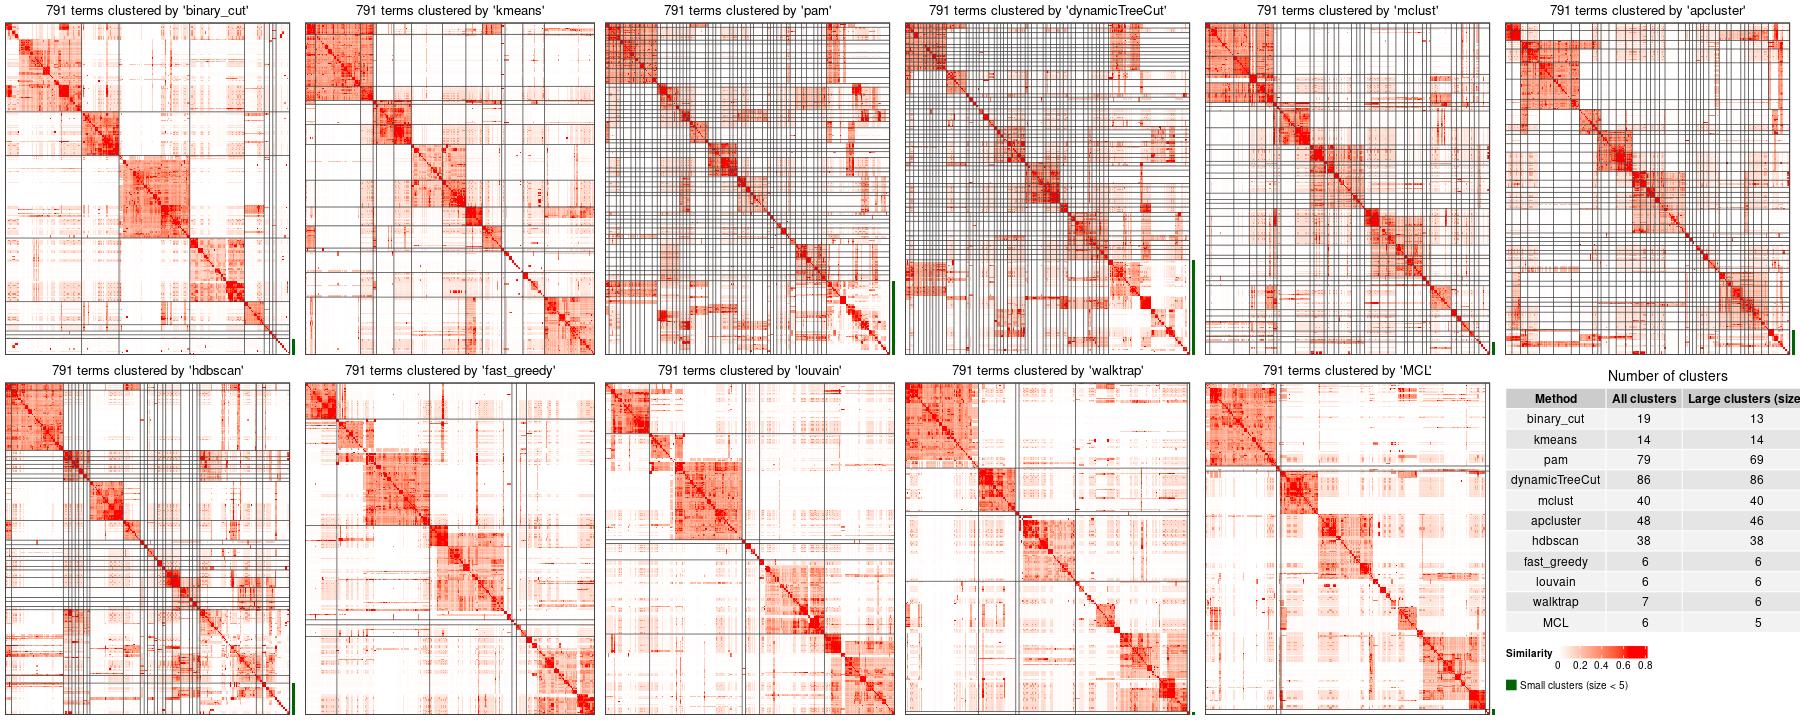 791 terms clustered by 'binary_cut'
791 terms clustered by 'kmeans'
791 terms clustered by 'pam'
791 terms clustered by 'dynamicTreeCut'
791 terms clustered by 'mclust'
791 terms clustered by 'apcluster'
791 terms clustered by 'hdbscan'
791 terms clustered by 'fast_greedy'
791 terms clustered by 'louvain'
791 terms clustered by 'walktrap'
791 terms clustered by 'MCL'
Number of clusters
Method All clusters Large clusters (size
binary_cut 19 13
kmeans 14 14
pam 79 69
dynamicTreeCut 86 86
mclust 40 40
apcluster 48 46
hdbscan 38 38
fast_greedy 6 6
louvain 6 6
walktrap 7 6
MCL 6 5
Similarity
0 0.2 0.4 0.6 0.8
Small clusters (size < 5)